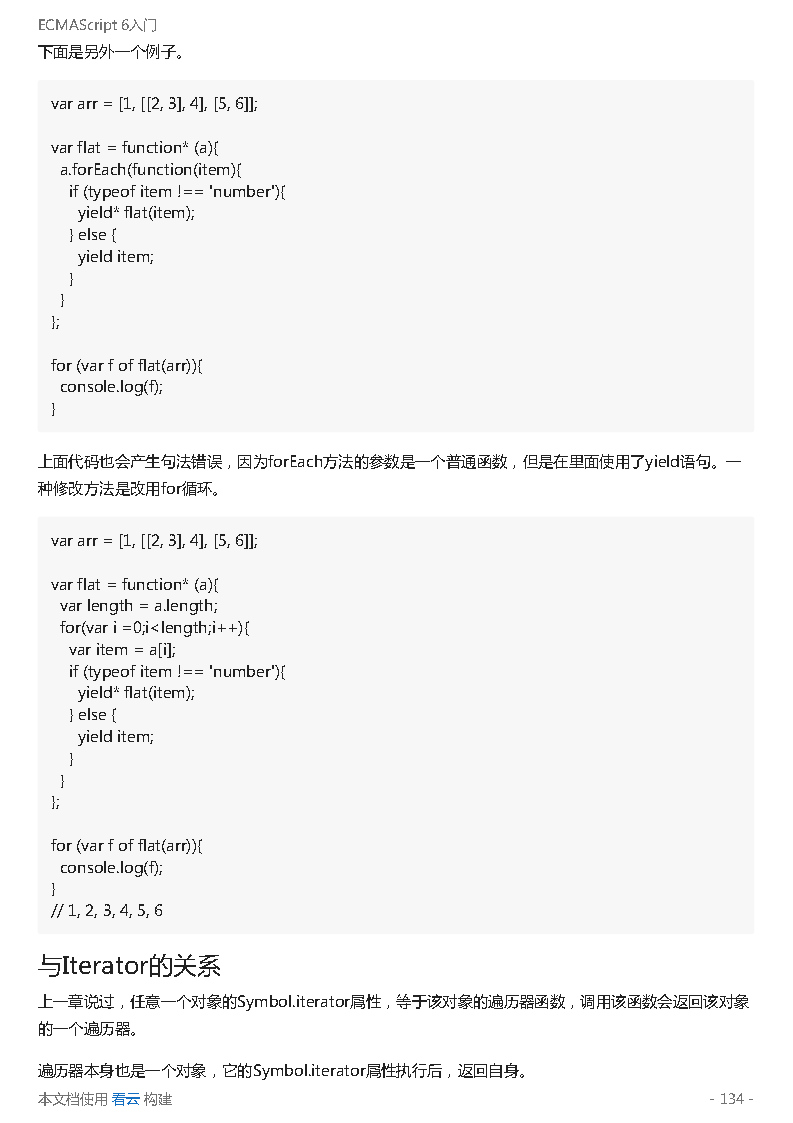 ECMAScript 6入门
下面是另外一个例子。
var arr = [1, [[2, 3], 4], [5, 6]];
var flat = function* (a){
  a.forEach(function(item){
    if (typeof item !== 'number'){
      yield* flat(item);
    } else {
      yield item;
    }
  }
};
for (var f of flat(arr)){
  console.log(f);
}
上面代码也会产生句法错误，因为forEach方法的参数是一个普通函数，但是在里面使用了yield语句。一
种修改方法是改用for循环。
var arr = [1, [[2, 3], 4], [5, 6]];
var flat = function* (a){
  var length = a.length;
  for(var i =0;i<length;i++){
    var item = a[i];
    if (typeof item !== 'number'){
      yield* flat(item);
    } else {
      yield item;
    }
  }
};
for (var f of flat(arr)){
  console.log(f);
}
// 1, 2, 3, 4, 5, 6
与Iterator的关系
上一章说过，任意一个对象的Symbol.iterator属性，等于该对象的遍历器函数，调用该函数会返回该对象
的一个遍历器。
遍历器本身也是一个对象，它的Symbol.iterator属性执行后，返回自身。
本文档使用 看云 构建
- 134 -